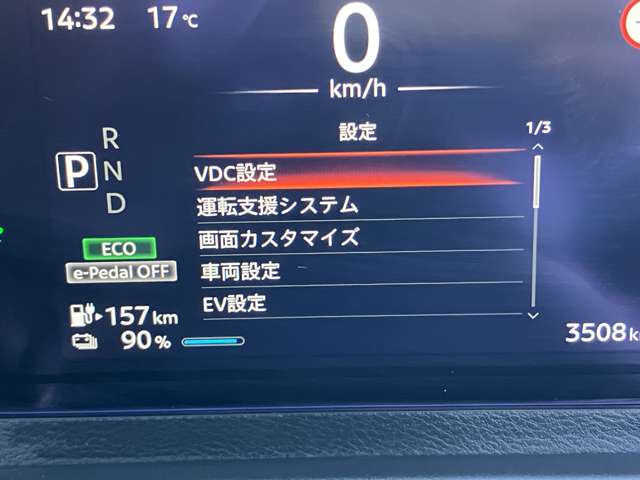 14:32 17℃
0
km/h
設定 1/3
R
P N
D
VDC設定
運転支援システム
画面カスタマイズ
車両設定
EV設定
ECO
e-Pedal OFF
157km
90%
3508